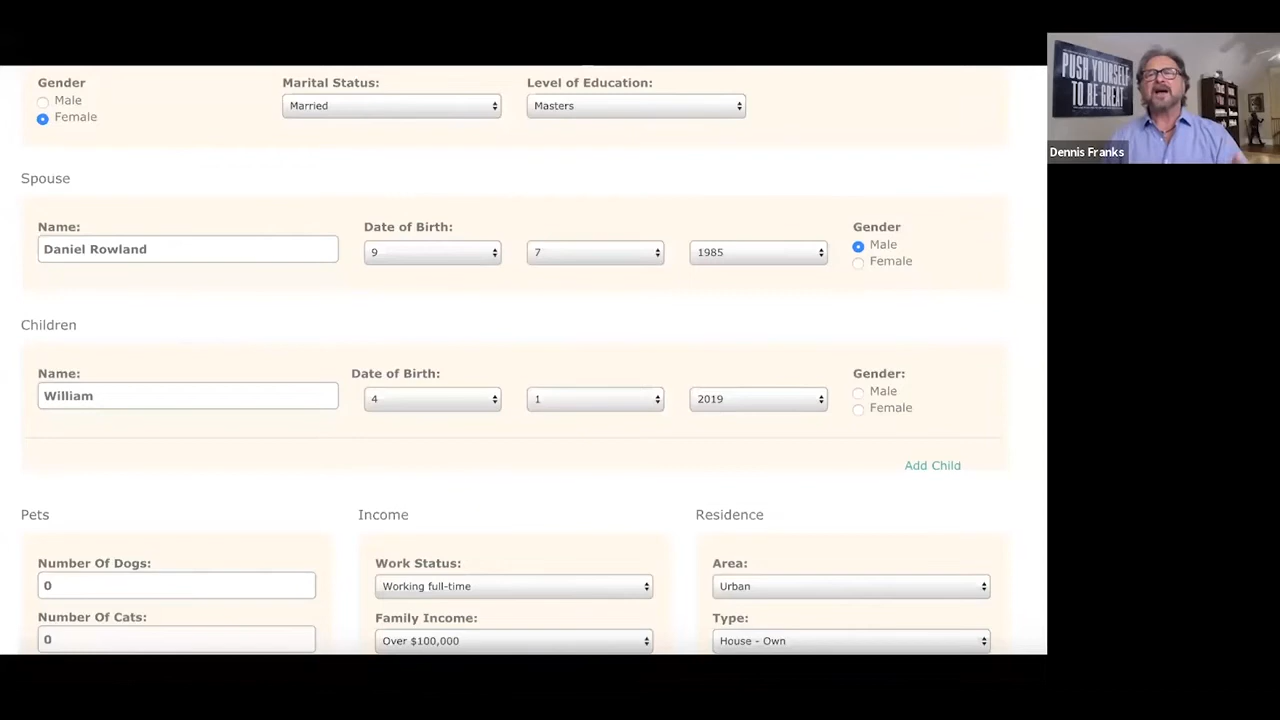 Gender
Marital Status:
Level of Education:
Male
Married
Masters
Female
Spouse
Name:
Date of Birth:
Gender
Daniel Rowland
9
7
1985
Male
Female
Children
Name:
Date of Birth:
Gender:
William
4
1
2019
Male
Female
Add Child
Pets
Income
Residence
Number Of Dogs:
Work Status:
Area:
0
Working full-time
Urban
Number Of Cats:
Family Income:
Type:
0
Over $100,000
House - Own
PUSH YOURSELF
TO BE GREAT
Dennis Franks